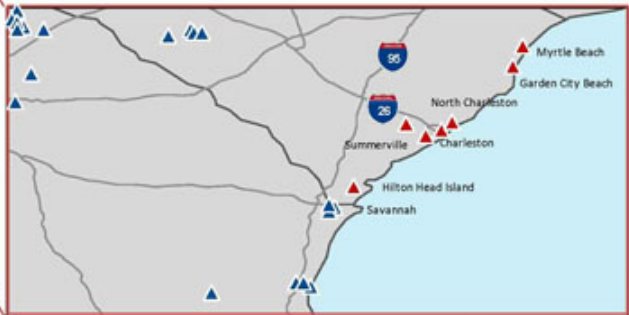 95
Myrtle Beach
Garden City Beach
26
North Charleston
Summerville
Charleston
Hilton Head Island
Savannah